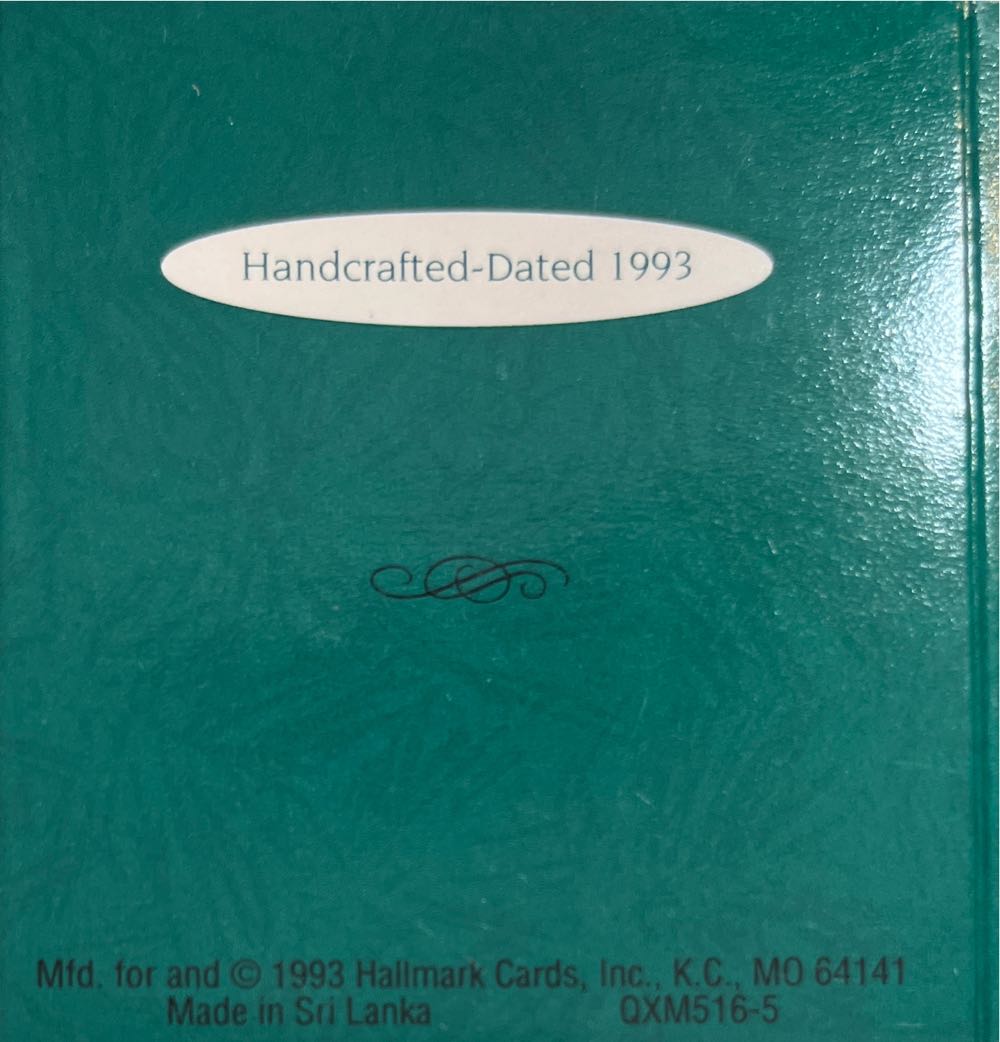 Handcrafted-Dated 1993
Mfd. for and © 1993 Hallmark Cards, Inc., K.C., MO 64141
Made in Sri Lanka QXM516-5